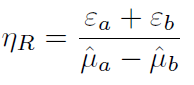 η_R = (ε_a + ε_b) / (μ̂_a − μ̂_b)